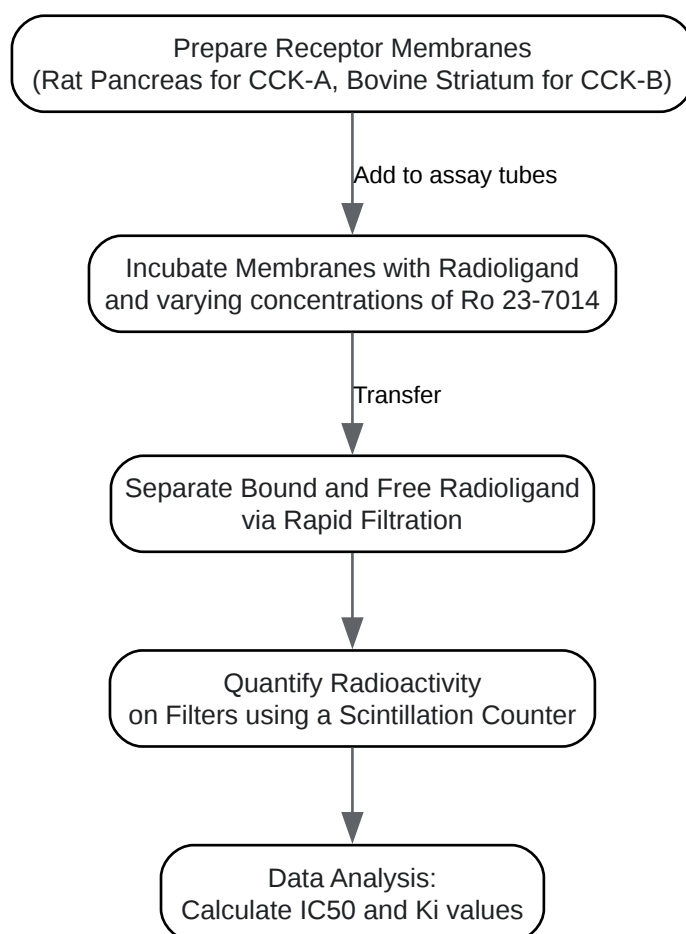 Prepare Receptor Membranes
(Rat Pancreas for CCK-A, Bovine Striatum for CCK-B)
Add to assay tubes
Incubate Membranes with Radioligand
and varying concentrations of Ro 23-7014
Transfer
Separate Bound and Free Radioligand
via Rapid Filtration
Quantify Radioactivity
on Filters using a Scintillation Counter
Data Analysis:
Calculate IC50 and Ki values